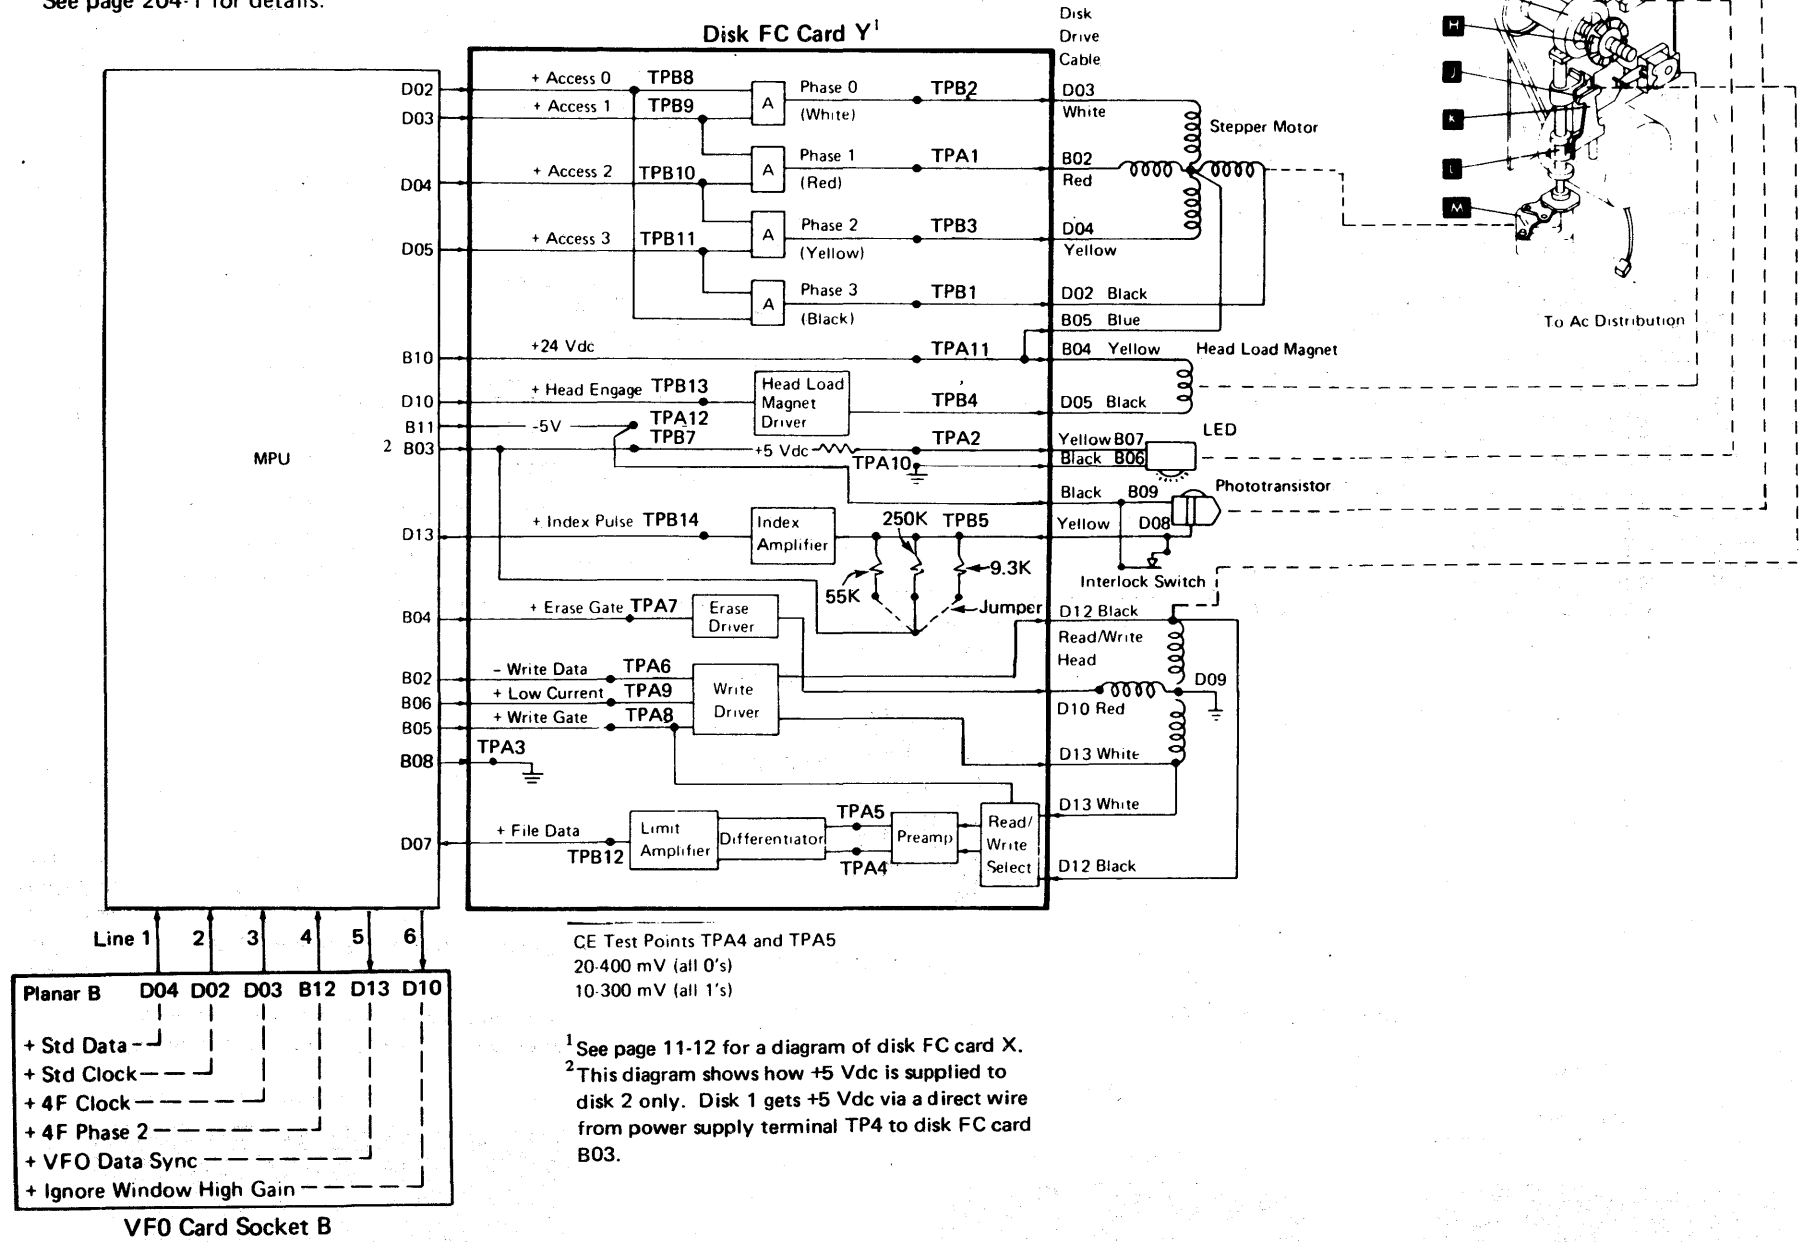 See page 204-1 for details.
Disk FC Card Y1
Disk
Drive
Cable
MPU
D02
+ Access 0
TPB8
A
Phase 0
(White)
TPB2
D03
White
D03
+ Access 1
TPB9
Stepper Motor
A
Phase 1
(Red)
TPA1
B02
Red
D04
+ Access 2
TPB10
A
Phase 2
(Yellow)
TPB3
D04
Yellow
D05
+ Access 3
TPB11
A
Phase 3
(Black)
TPB1
D02 Black
B05 Blue
B10
+24 Vdc
TPA11
B04 Yellow
Head Load Magnet
D10
+ Head Engage
TPB13
Head Load
Magnet
Driver
TPB4
D05 Black
B11
-5V
TPA12
2 B03
TPB7
+5 Vdc
TPA2
Yellow B07
LED
TPA10
Black B06
Black B09
Phototransistor
D13
+ Index Pulse
TPB14
Index
Amplifier
250K
TPB5
Yellow
D08
55K
9.3K
Jumper
Interlock Switch
B04
+ Erase Gate
TPA7
Erase
Driver
D12 Black
Read/Write
Head
B02
- Write Data
TPA6
B06
+ Low Current
TPA9
Write
Driver
D09
D10 Red
B05
+ Write Gate
TPA8
B08
TPA3
D13 White
D13 White
D07
+ File Data
TPB12
Limit
Amplifier
Differentiator
TPA5
TPA4
Preamp
Read/
Write
Select
D12 Black
H
J
K
L
M
To Ac Distribution
Line 1
2
3
4
5
6
Planar B
D04
D02
D03
B12
D13
D10
+ Std Data
+ Std Clock
+ 4F Clock
+ 4F Phase 2
+ VFO Data Sync
+ Ignore Window High Gain
VFO Card Socket B
CE Test Points TPA4 and TPA5
20-400 mV (all 0's)
10-300 mV (all 1's)
1See page 11-12 for a diagram of disk FC card X.
2This diagram shows how +5 Vdc is supplied to
disk 2 only. Disk 1 gets +5 Vdc via a direct wire
from power supply terminal TP4 to disk FC card
B03.